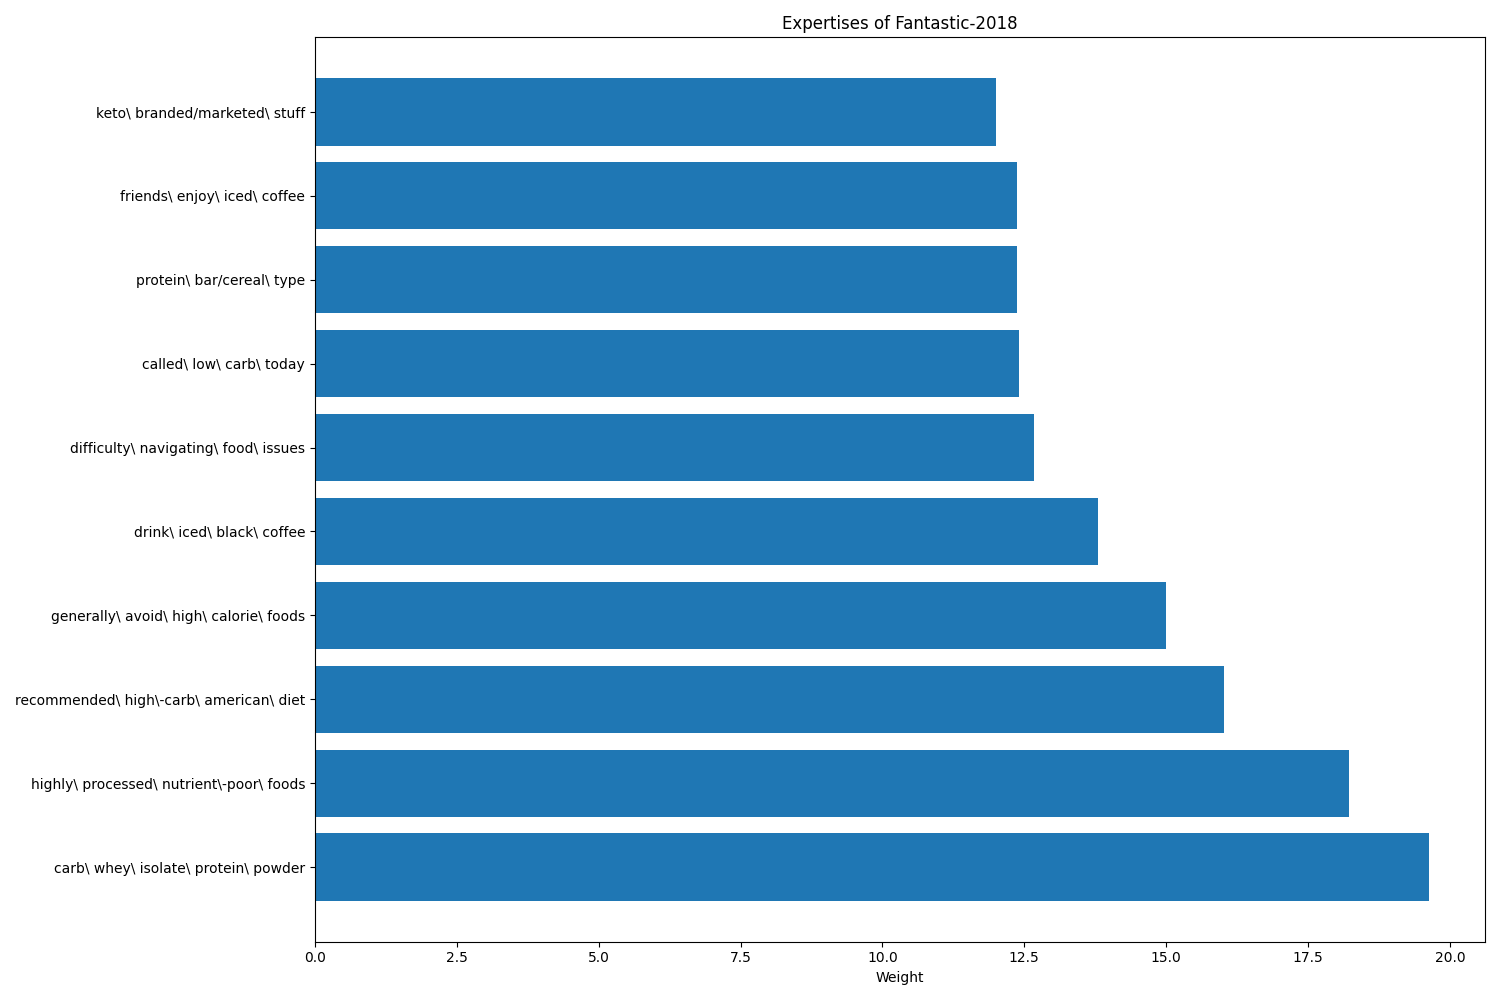 Expertises of Fantastic-2018
keto\ branded/marketed\ stuff
friends\ enjoy\ iced\ coffee
protein\ bar/cereal\ type
called\ low\ carb\ today
difficulty\ navigating\ food\ issues
drink\ iced\ black\ coffee
generally\ avoid\ high\ calorie\ foods
recommended\ high\-carb\ american\ diet
highly\ processed\ nutrient\-poor\ foods
carb\ whey\ isolate\ protein\ powder
0.0 2.5 5.0 7.5 10.0 12.5 15.0 17.5 20.0
Weight